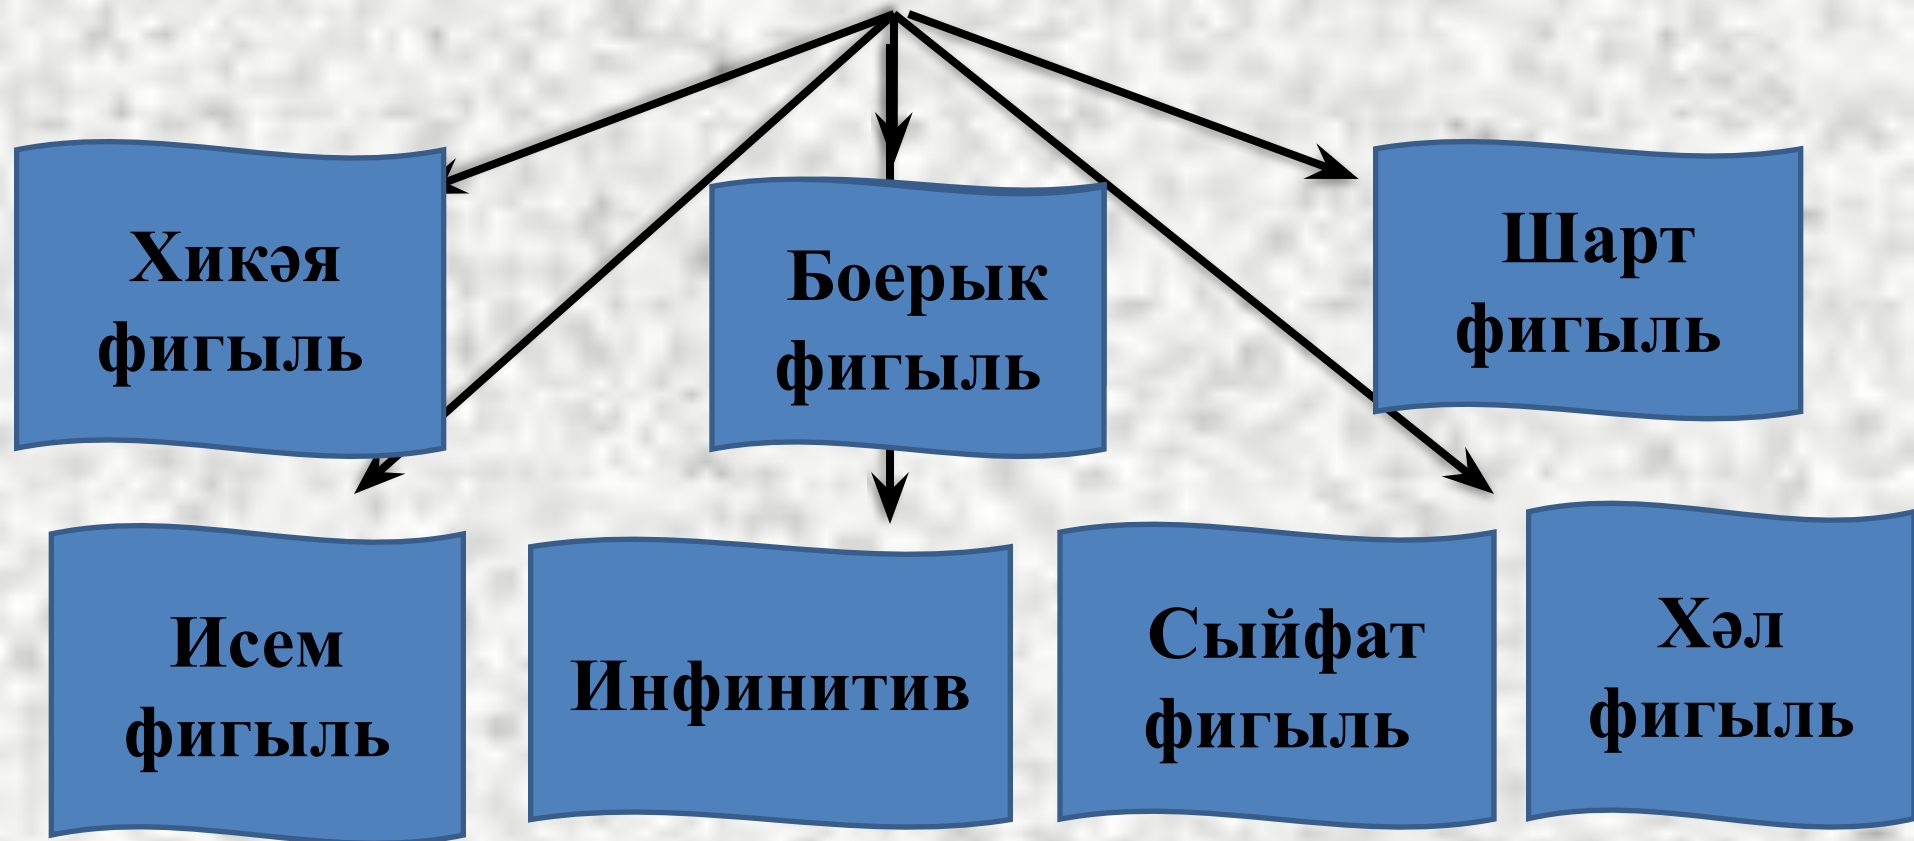 Хикәя
фигыль
Боерык
фигыль
Шарт
фигыль
Исем
фигыль
Инфинитив
Сыйфат
фигыль
Хәл
фигыль